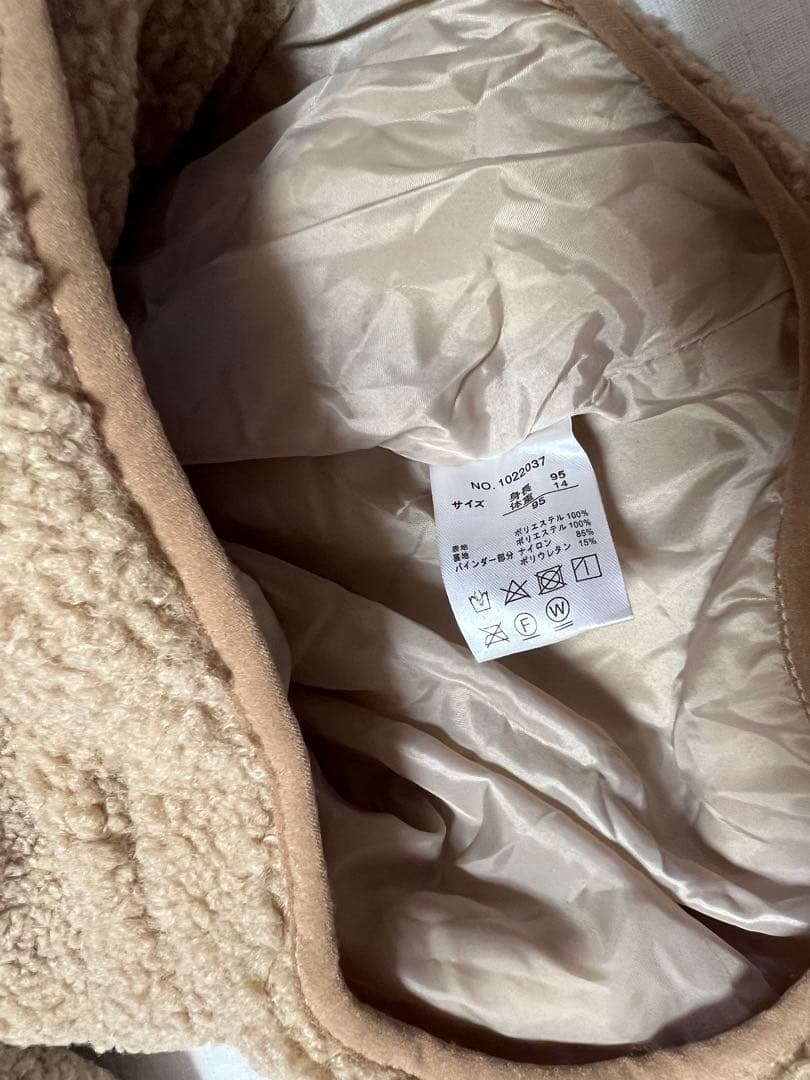 NO. 1022037
サイズ 身長 95
体重 14
95
表地 ポリエステル 100%
裏地 ポリエステル 100%
バインダー部分 ナイロン 85%
ポリウレタン 15%
F W